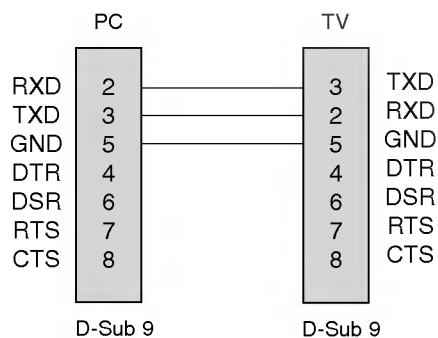 PC TV
RXD 2 3 TXD
TXD 3 2 RXD
GND 5 5 GND
DTR 4 4 DTR
DSR 6 6 DSR
RTS 7 7 RTS
CTS 8 8 CTS
D-Sub 9 D-Sub 9